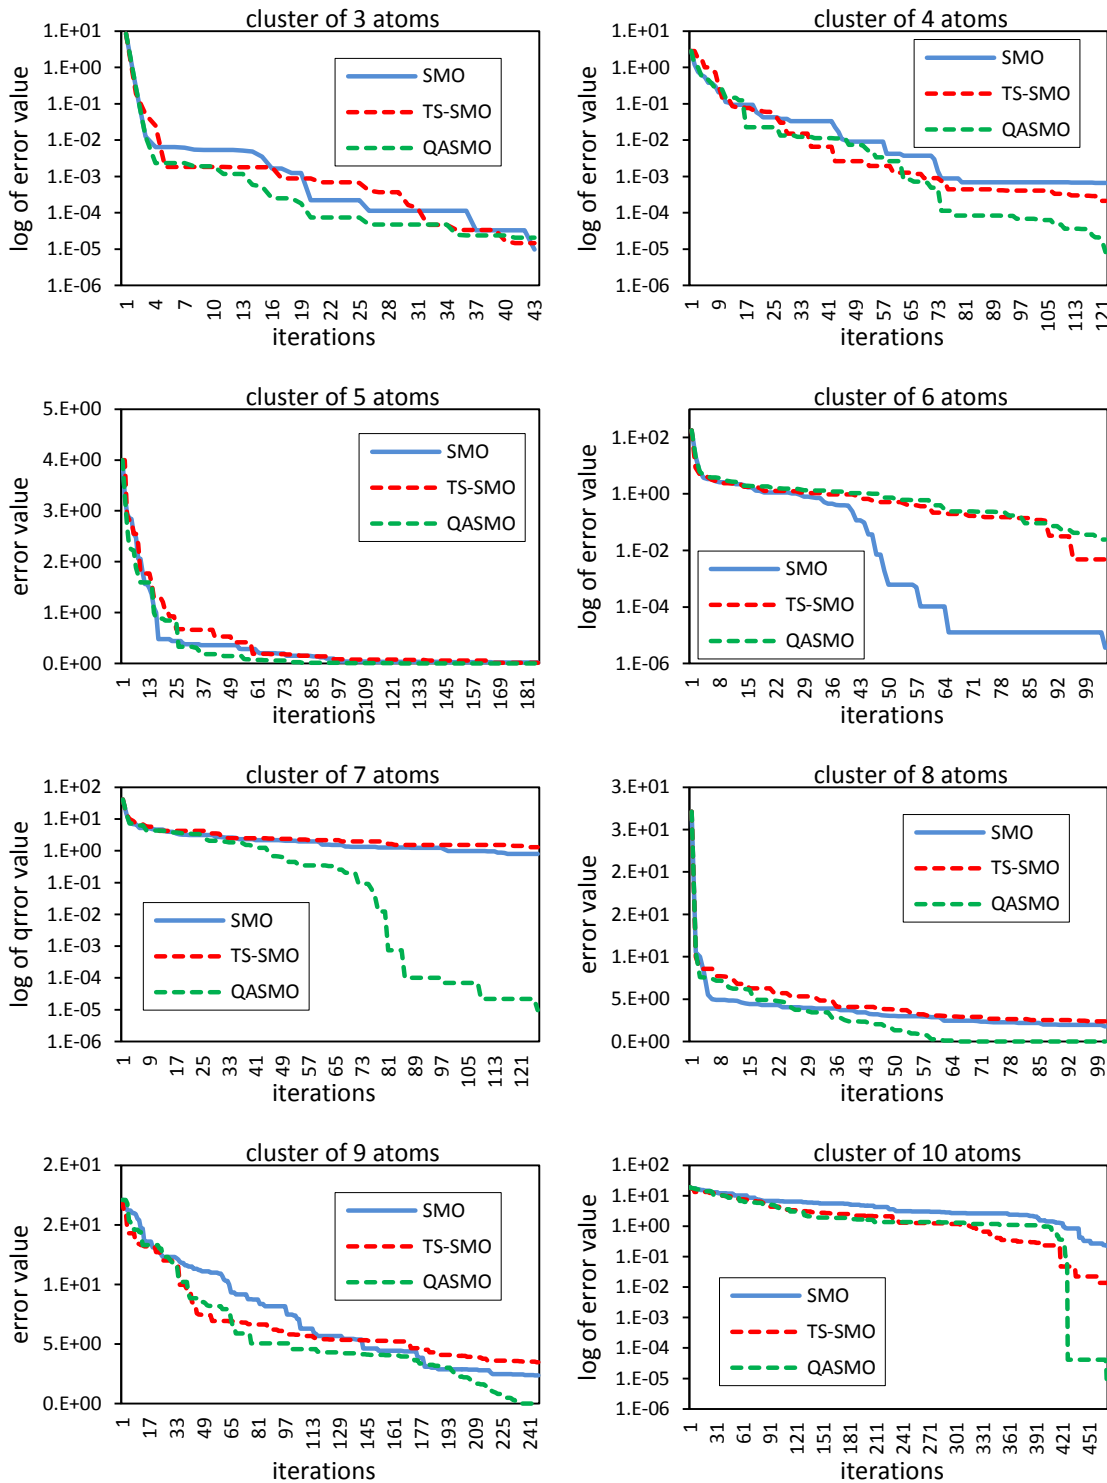 cluster of 3 atoms
log of error value
1.E+01
1.E+00
1.E-01
1.E-02
1.E-03
1.E-04
1.E-05
1.E-06
SMO
TS-SMO
QASMO
1 4 7 10 13 16 19 22 25 28 31 34 37 40 43
iterations
cluster of 4 atoms
log of error value
1.E+01
1.E+00
1.E-01
1.E-02
1.E-03
1.E-04
1.E-05
1.E-06
SMO
TS-SMO
QASMO
1 9 17 25 33 41 49 57 65 73 81 89 97 105 113 121
iterations
cluster of 5 atoms
error value
5.E+00
4.E+00
3.E+00
2.E+00
1.E+00
0.E+00
SMO
TS-SMO
QASMO
1 13 25 37 49 61 73 85 97 109 121 133 145 157 169 181
iterations
cluster of 6 atoms
log of error value
1.E+02
1.E+00
1.E-02
1.E-04
1.E-06
SMO
TS-SMO
QASMO
1 8 15 22 29 36 43 50 57 64 71 78 85 92 99
iterations
cluster of 7 atoms
log of qrror value
1.E+02
1.E+01
1.E+00
1.E-01
1.E-02
1.E-03
1.E-04
1.E-05
1.E-06
SMO
TS-SMO
QASMO
1 9 17 25 33 41 49 57 65 73 81 89 97 105 113 121
iterations
cluster of 8 atoms
error value
3.E+01
3.E+01
2.E+01
2.E+01
1.E+01
5.E+00
0.E+00
SMO
TS-SMO
QASMO
1 8 15 22 29 36 43 50 57 64 71 78 85 92 99
iterations
cluster of 9 atoms
error value
2.E+01
2.E+01
1.E+01
5.E+00
0.E+00
SMO
TS-SMO
QASMO
1 17 33 49 65 81 97 113 129 145 161 177 193 209 225 241
iterations
cluster of 10 atoms
log of error value
1.E+02
1.E+01
1.E+00
1.E-01
1.E-02
1.E-03
1.E-04
1.E-05
1.E-06
SMO
TS-SMO
QASMO
1 31 61 91 121 151 181 211 241 271 301 331 361 391 421 451
iterations